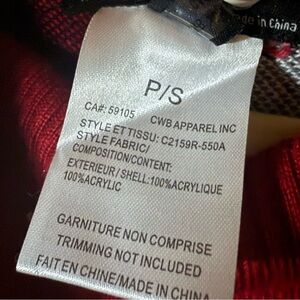 made in China
P/S
CA#: 59105 CWB APPAREL INC
STYLE ET TISSU: C2159R-550A
STYLE FABRIC/
COMPOSITION/CONTENT:
EXTERIEUR/SHELL:100%ACRYLIQUE
100%ACRYLIC
GARNITURE NON COMPRISE
TRIMMING NOT INCLUDED
FAIT EN CHINE/MADE IN CHINA